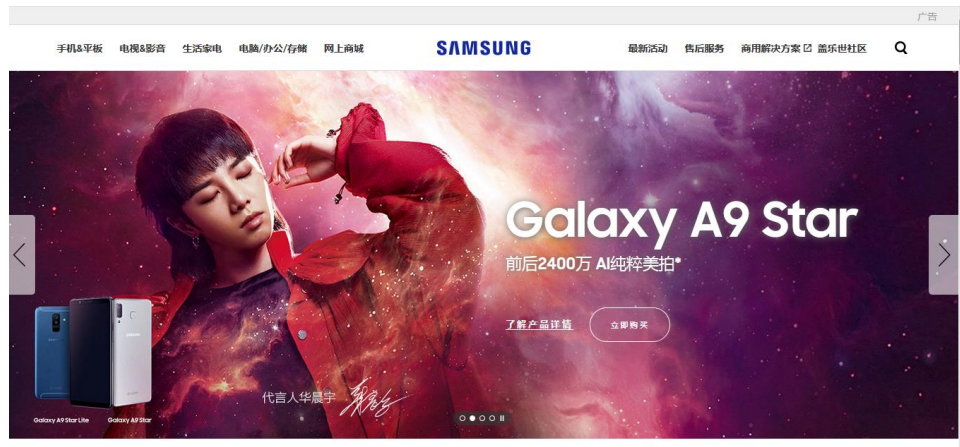 广告
手机&平板 电视&影音 生活家电 电脑/办公/存储 网上商城 SAMSUNG 最新活动 售后服务 商用解决方案 盖乐世社区
Galaxy A9 Star
前后2400万 AI纯粹美拍*
了解产品详情 立即购买
代言人华晨宇
Galaxy A9 Star Lite Galaxy A9 Star